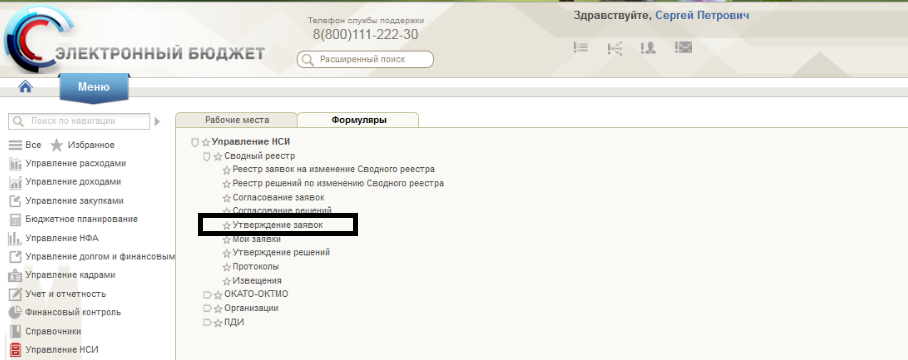 Телефон службы поддержки
8(800)111-222-30
Здравствуйте, Сергей Петрович
ЭЛЕКТРОННЫЙ БЮДЖЕТ
Расширенный поиск
Меню
Поиск по навигации
Рабочие места
Формуляры
Все
Избранное
Управление расходами
Управление доходами
Управление закупками
Бюджетное планирование
Управление НФА
Управление долгом и финансовым
Управление кадрами
Учет и отчетность
Финансовый контроль
Справочники
Управление НСИ
Управление НСИ
Сводный реестр
Реестр заявок на изменение Сводного реестра
Реестр решений по изменению Сводного реестра
Согласование заявок
Согласование решений
Утверждение заявок
Мои заявки
Утверждение решений
Протоколы
Извещения
ОКАТО-ОКТМО
Организации
ПДИ